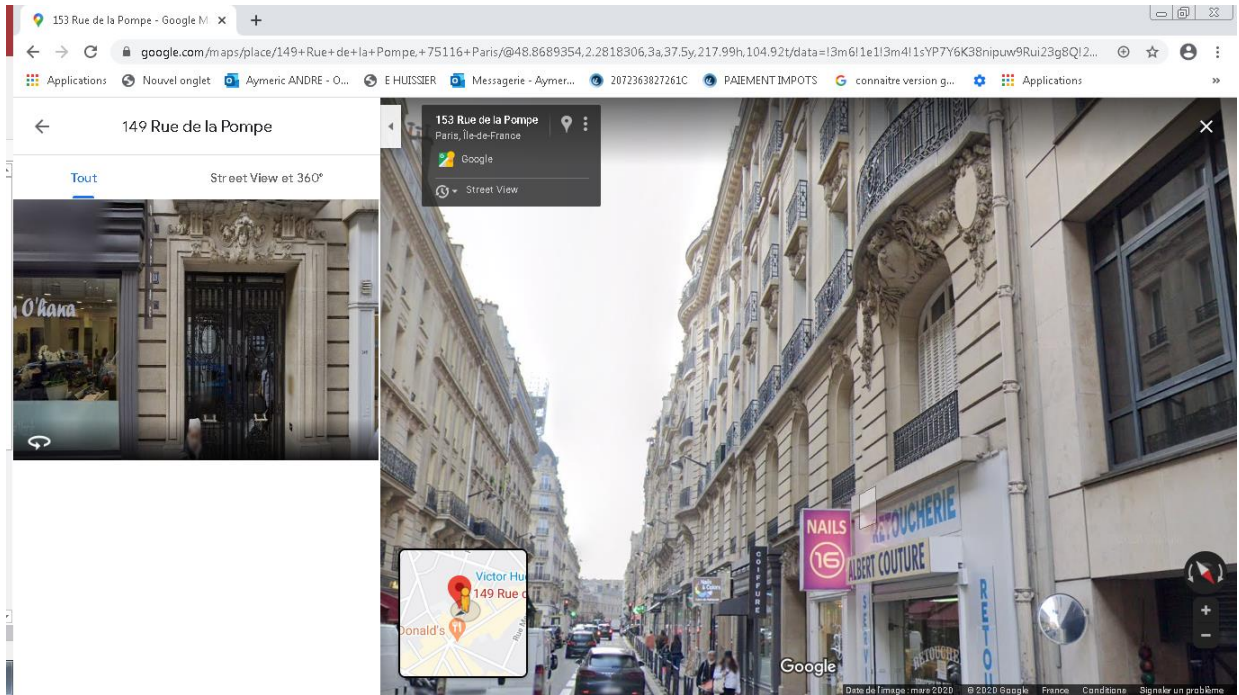 153 Rue de la Pompe - Google M
google.com/maps/place/149+Rue+de+la+Pompe,+75116+Paris/@48.8689354,2.2818306,3a,37.5y,217.99h,104.92t/data=!3m6!1e1!3m4!1sYP7Y6K38nipuw9Rui23g8Q!2...
Applications
Nouvel onglet
Aymeric ANDRE - O...
E HUISSIER
Messagerie - Aymer...
2072363827261C
PAIEMENT IMPOTS
connaitre version g...
Applications
»
149 Rue de la Pompe
Tout
Street View et 360°
O'hana
153 Rue de la Pompe
Paris, Île-de-France
Google
Street View
NAILS
16
RETOUCHERIE
ALBERT COUTURE
COIFFURE
Nails
RETOU
RETOUCHE
Victor Hu
149 Rue d
Donald's
Google
Date de l'image : mars 2020
© 2020 Google
France
Conditions
Signaler un problème